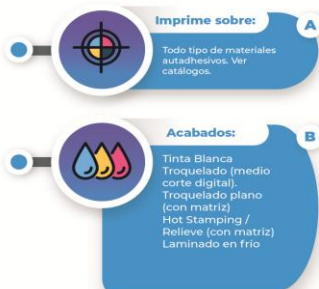 Imprime sobre:
A
Todo tipo de materiales
autadhesivos. Ver
catálogos.
Acabados:
B
Tinta Blanca
Troquelado (medio
corte digital).
Troquelado plano
(con matriz)
Hot Stamping /
Relieve (con matriz)
Laminado en frío